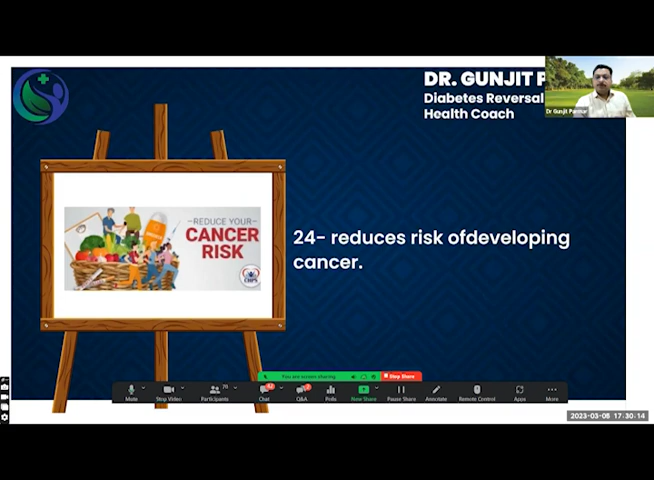 DR. GUNJIT P
Diabetes Reversal
Health Coach
Dr Gunjit Parmar
-REDUCE YOUR-
CANCER
RISK
CHPS
24- reduces risk ofdeveloping
cancer.
You are screen sharing
Stop Share
Mute
Stop Video
Participants
Chat
Q&A
Polls
New Share
Pause Share
Annotate
Remote Control
Apps
More
2023-03-08 17:30:14